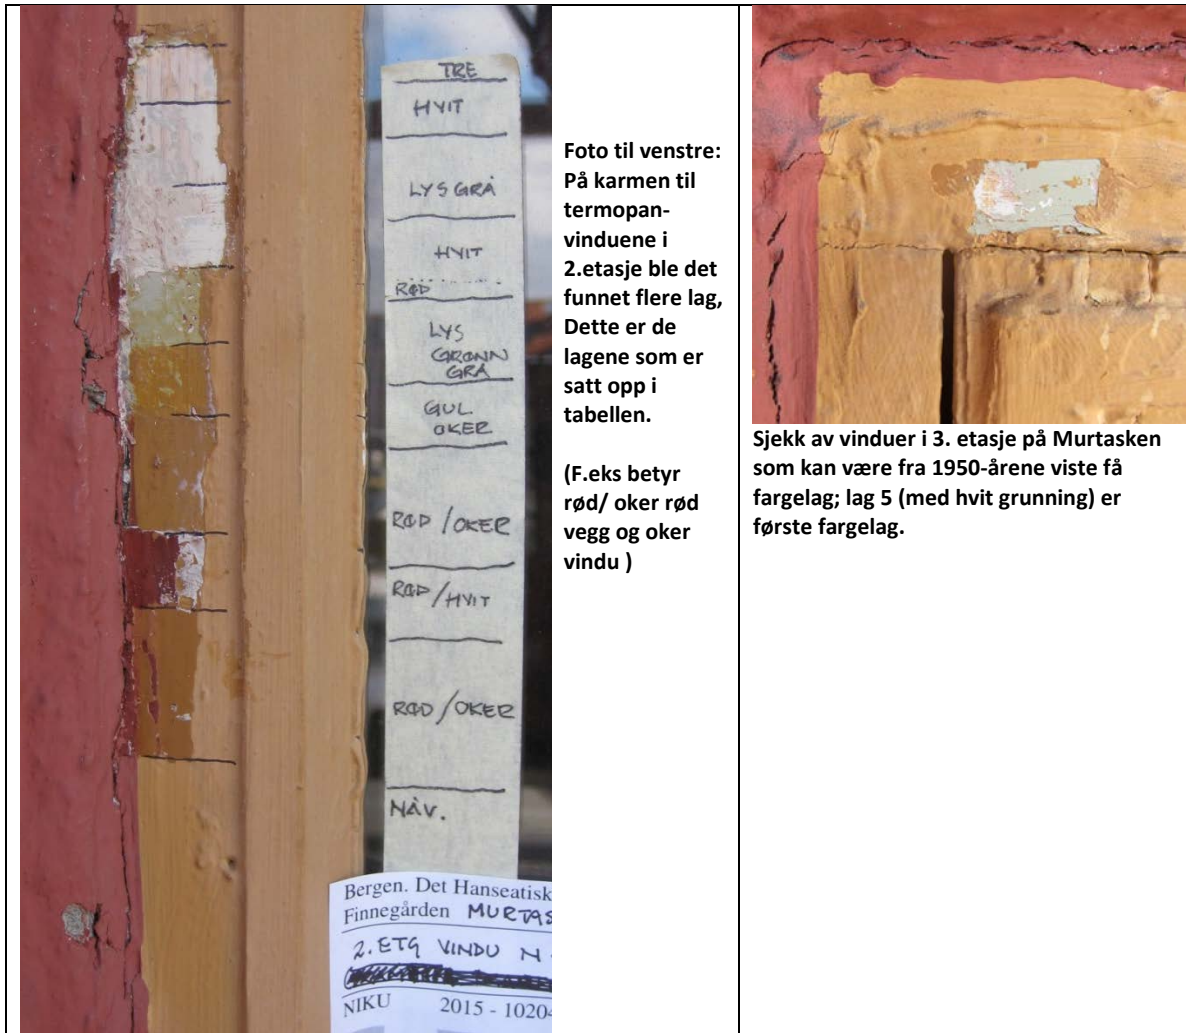 TRE
HVIT
LYS GRÅ
HVIT
RØD
LYS
GRØNN
GRÅ
GUL
OKER
RØD / OKER
RØD / HVIT
RØD / OKER
NÅV.
Bergen. Det Hanseatisk
Finnegården MURTAS
2. ETG VINDU N
NIKU 2015 - 10204
Foto til venstre:
På karmen til
termopan-
vinduene i
2.etasje ble det
funnet flere lag,
Dette er de
lagene som er
satt opp i
tabellen.
(F.eks betyr
rød/ oker rød
vegg og oker
vindu )
Sjekk av vinduer i 3. etasje på Murtasken
som kan være fra 1950-årene viste få
fargelag; lag 5 (med hvit grunning) er
første fargelag.